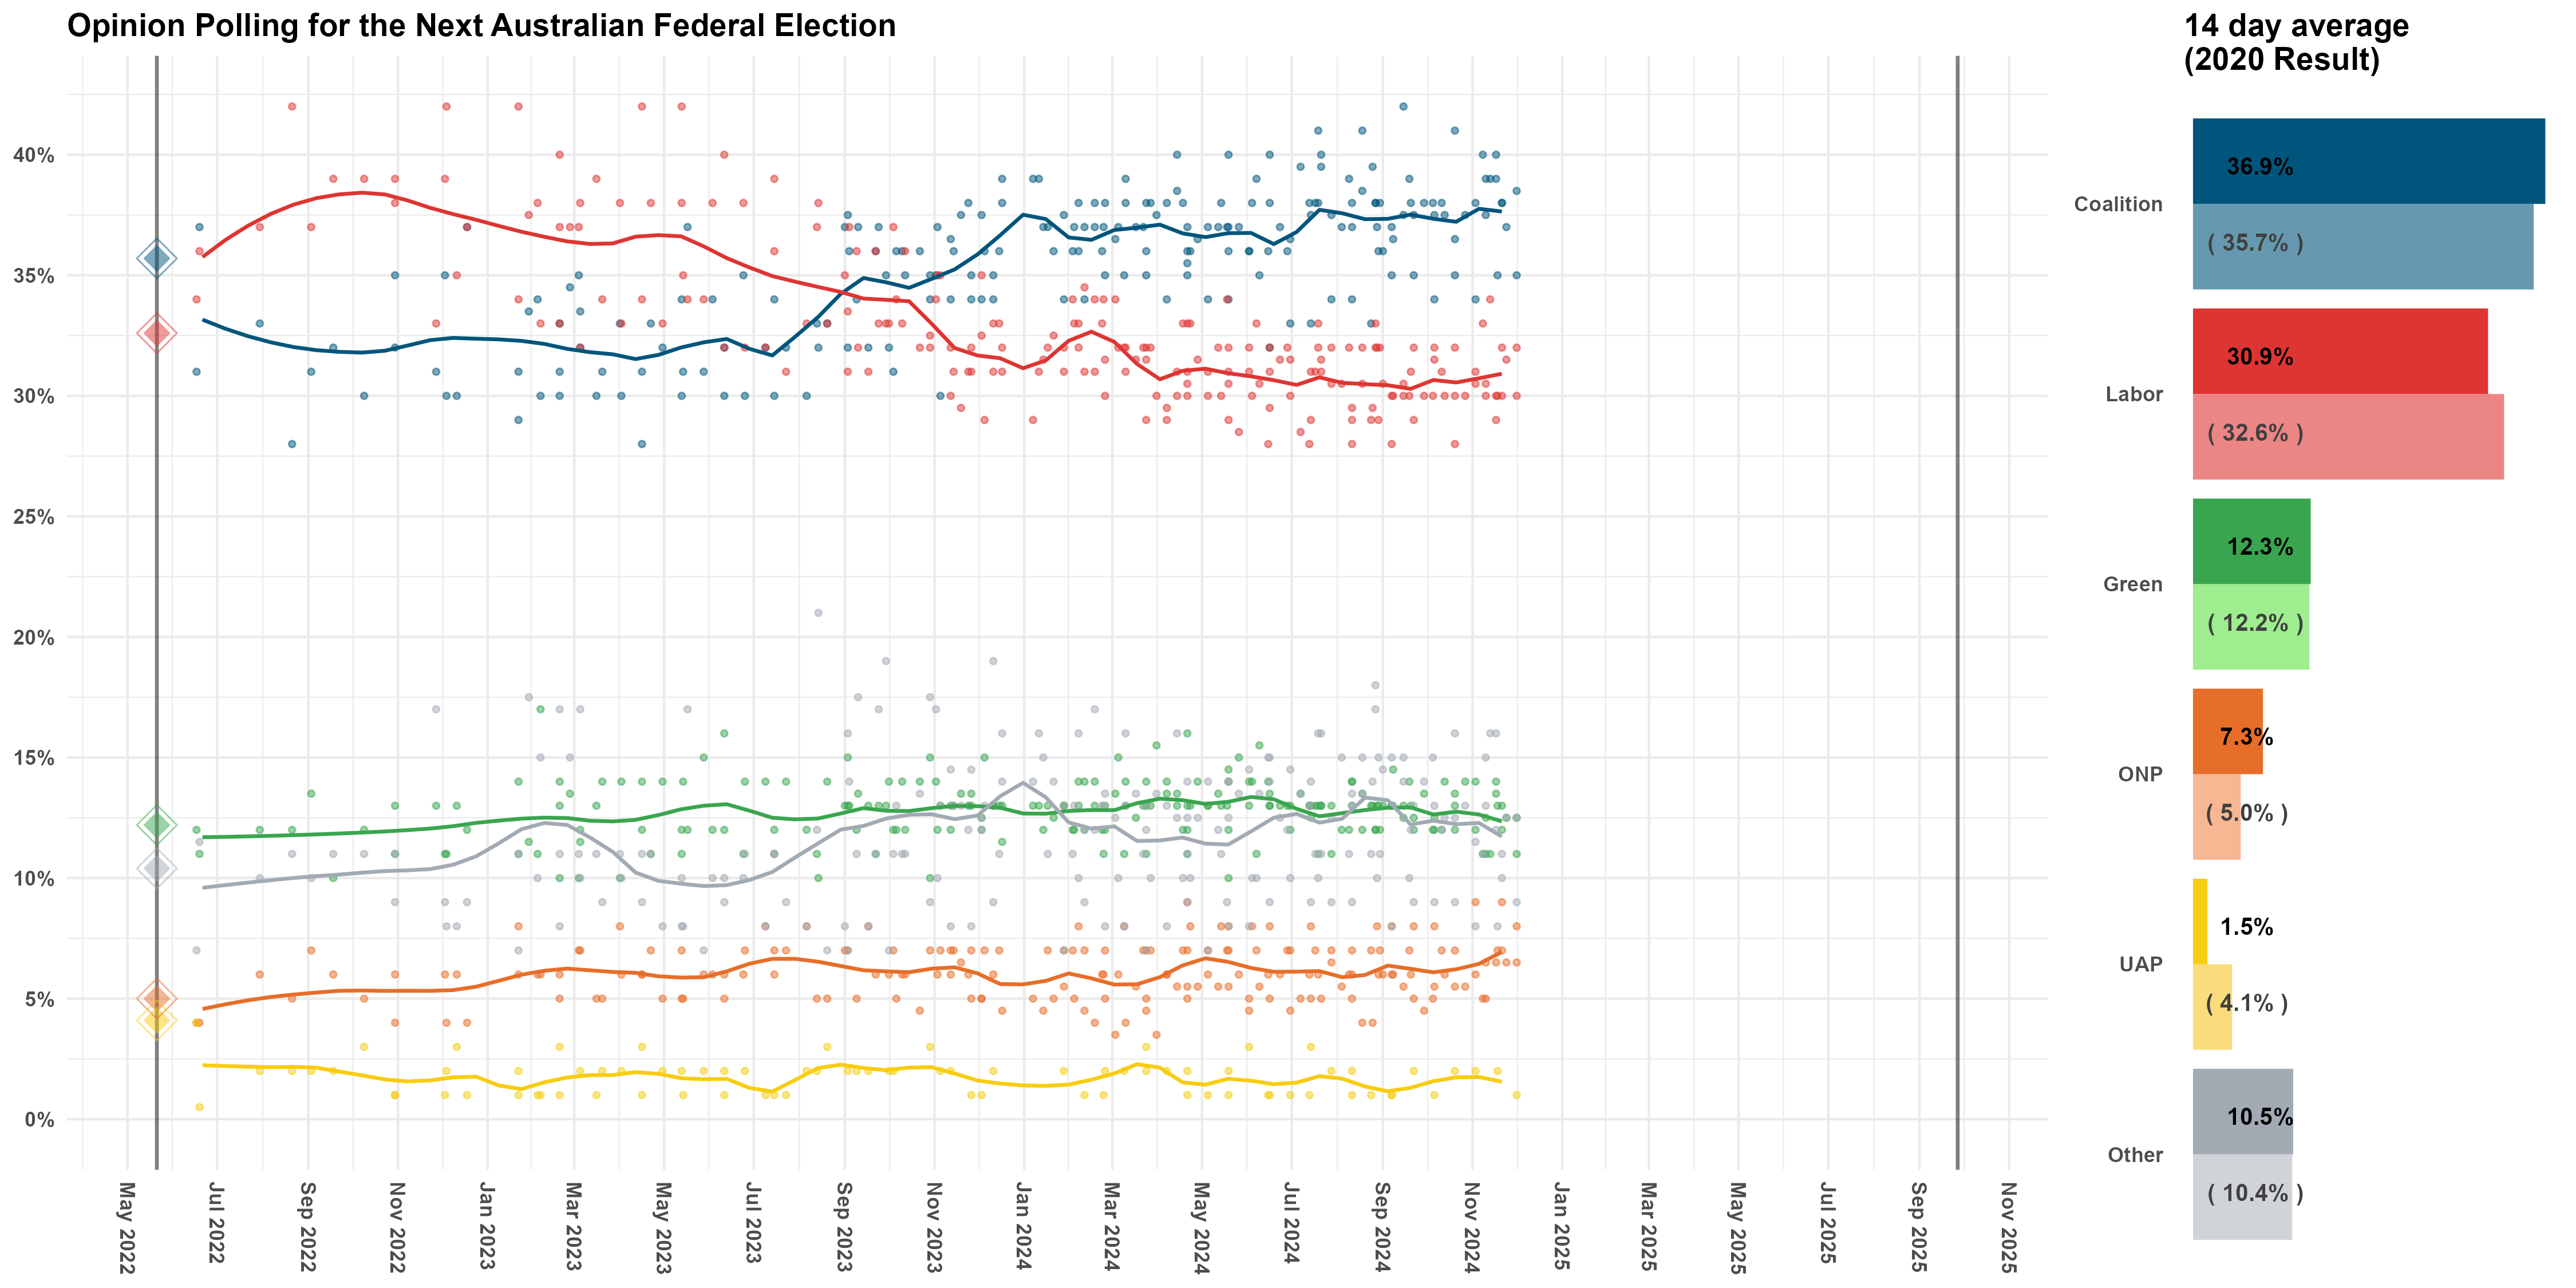 Opinion Polling for the Next Australian Federal Election
40%
35%
30%
25%
20%
15%
10%
5%
0%
May 2022
Jul 2022
Sep 2022
Nov 2022
Jan 2023
Mar 2023
May 2023
Jul 2023
Sep 2023
Nov 2023
Jan 2024
Mar 2024
May 2024
Jul 2024
Sep 2024
Nov 2024
Jan 2025
Mar 2025
May 2025
Jul 2025
Sep 2025
Nov 2025
14 day average
(2020 Result)
Coalition
36.9%
( 35.7% )
Labor
30.9%
( 32.6% )
Green
12.3%
( 12.2% )
ONP
7.3%
( 5.0% )
UAP
1.5%
( 4.1% )
Other
10.5%
( 10.4% )